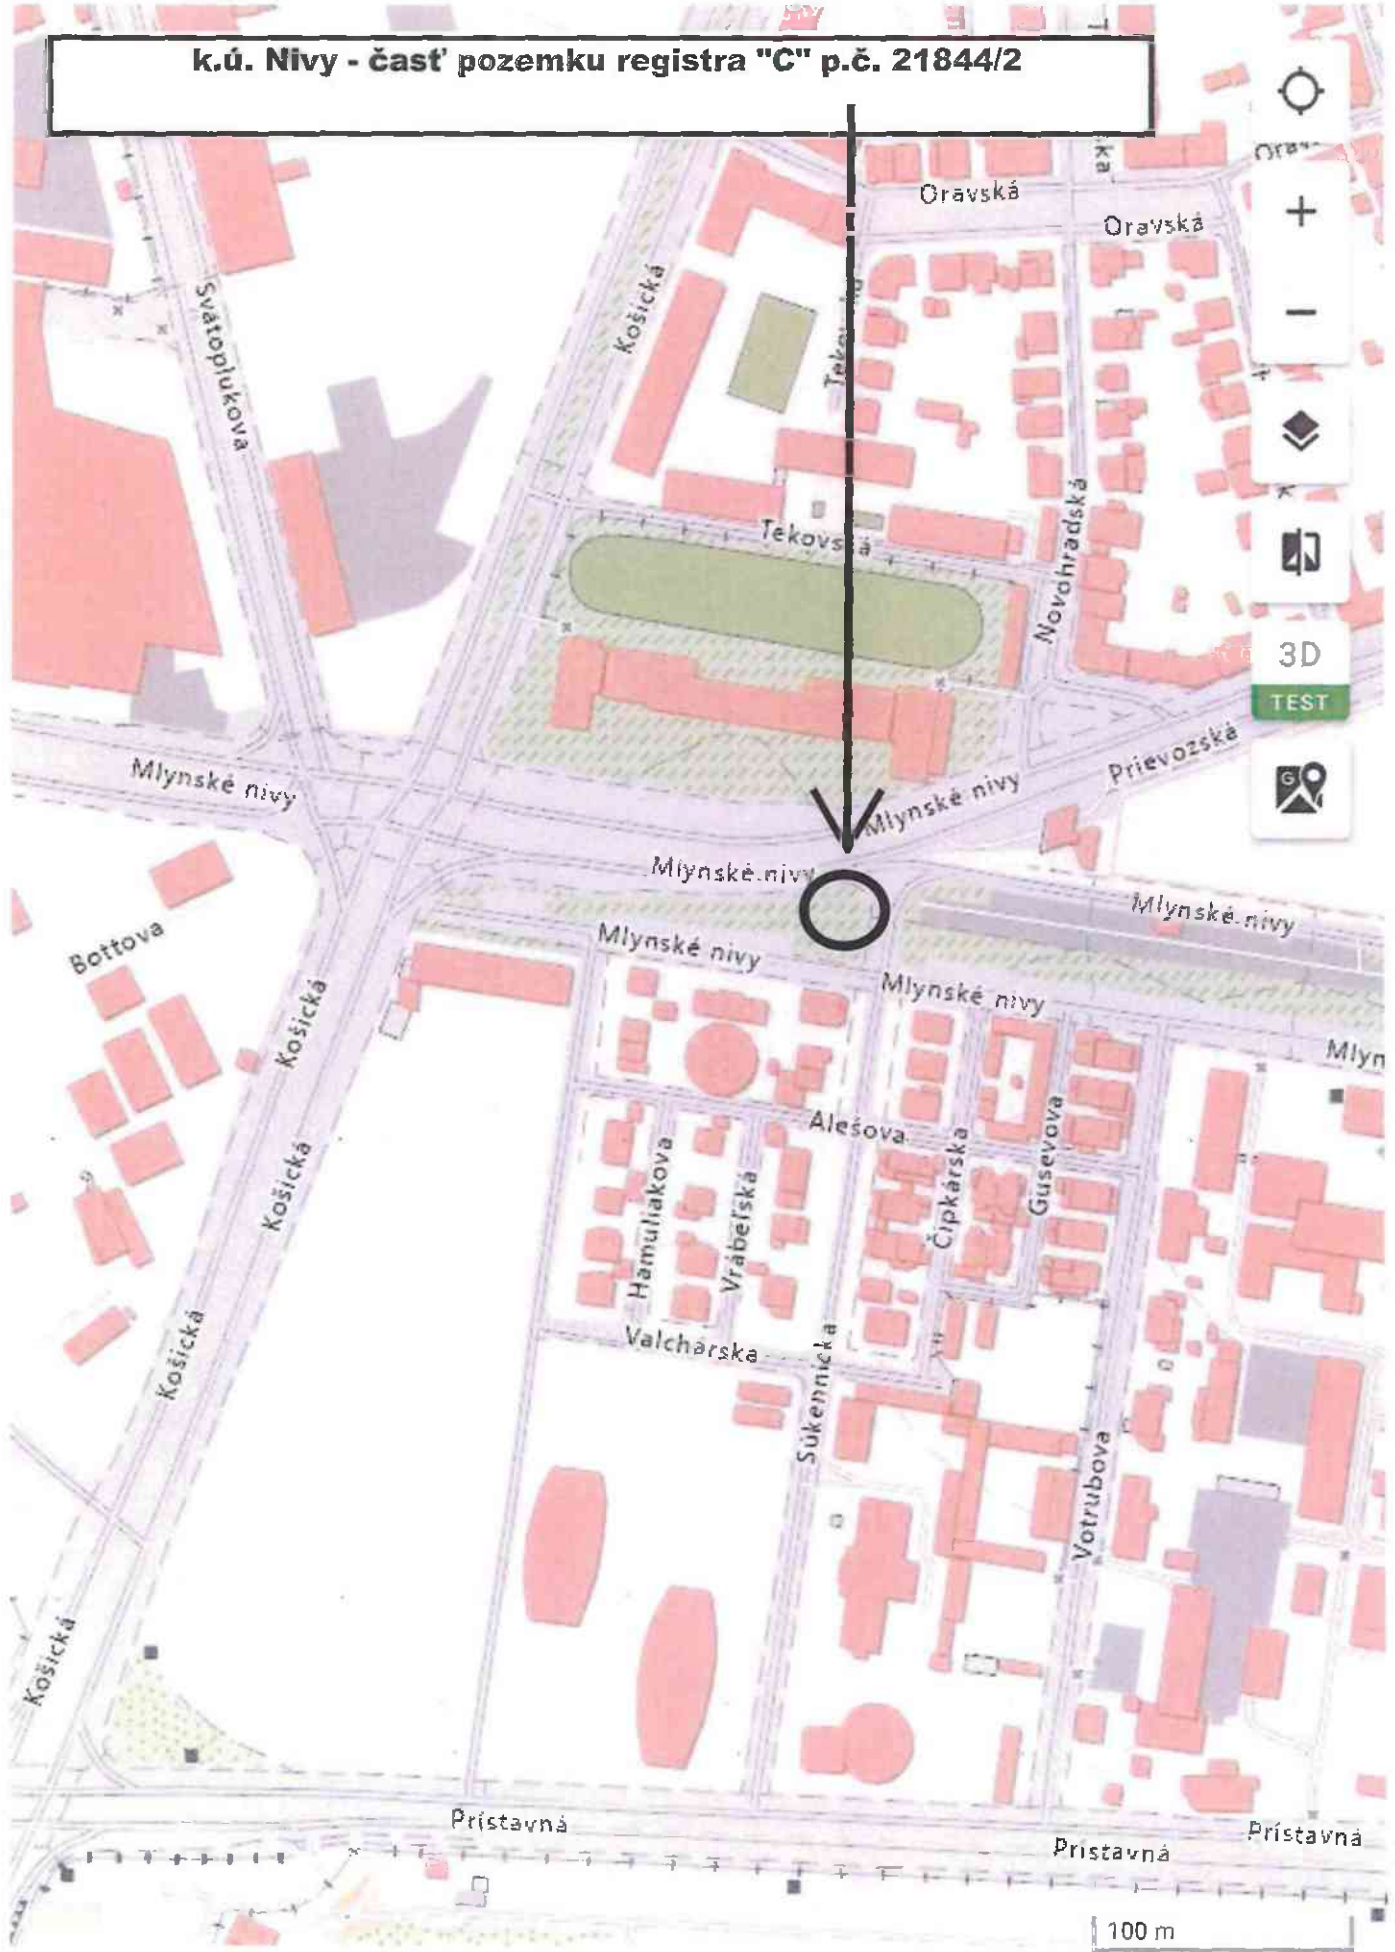 k.ú. Nivy - časť pozemku registra "C" p.č. 21844/2
Oravská
Oravská
Košická
Svätoplukova
Tekovská
Novohradská
3D
TEST
Prievozská
Mlynské nivy
Mlynské nivy
Mlynské nivy
Mlynské nivy
Mlynské nivy
Mlynské nivy
Bottova
Košická
Mlyn
Alešova
Košická
Hamuliakova
Vrábeľská
Čipkárska
Gusevova
Valchárska
Košická
Súkennícka
Votrubova
Košická
Prístavná
Prístavná
Prístavná
100 m